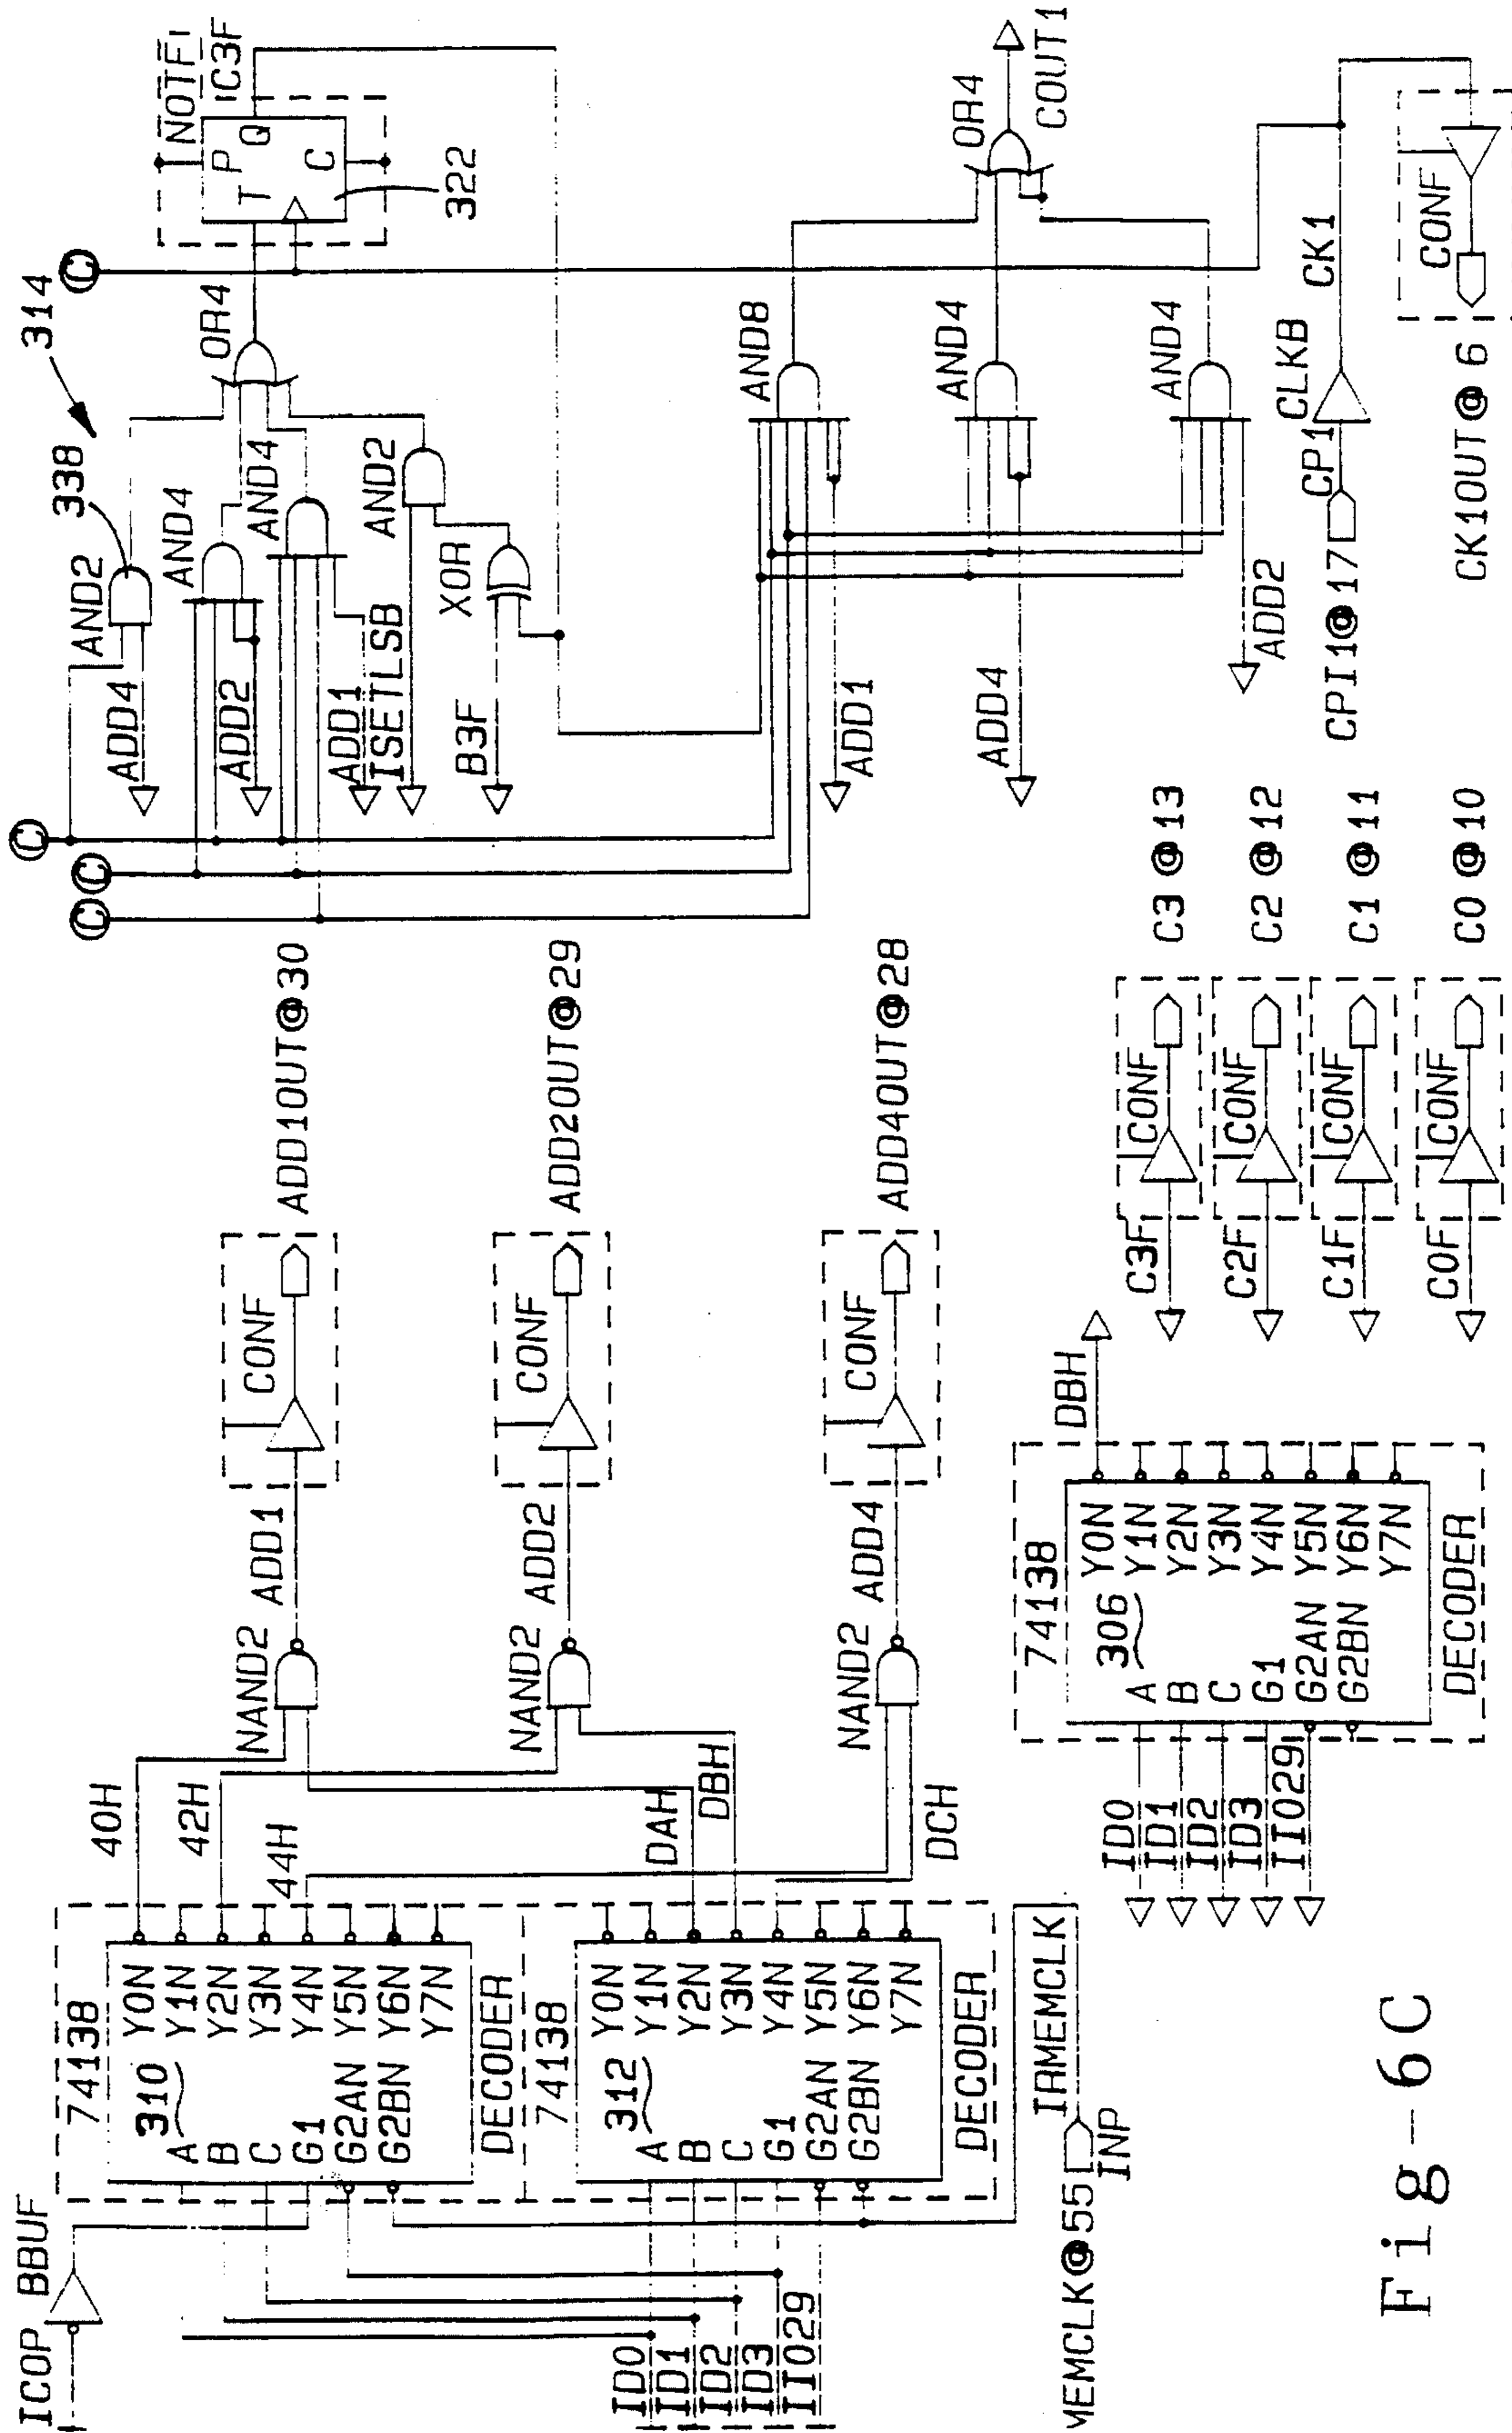 ICOP BBUF
74138
310
A
B
C
G1
G2AN
G2BN
Y0N
Y1N
Y2N
Y3N
Y4N
Y5N
Y6N
Y7N
DECODER
74138
312
A
B
C
G1
G2AN
G2BN
Y0N
Y1N
Y2N
Y3N
Y4N
Y5N
Y6N
Y7N
DECODER
ID0
ID1
ID2
ID3
IIO29
MEMCLK@55
INP
IRMEMCLK
40H
42H
44H
DAH
DBH
DCH
NAND2
ADD1
CONF
ADD1OUT@30
NAND2
ADD2
CONF
ADD2OUT@29
NAND2
ADD4
CONF
ADD4OUT@28
74138
306
A
B
C
G1
G2AN
G2BN
Y0N
Y1N
Y2N
Y3N
Y4N
Y5N
Y6N
Y7N
DECODER
ID0
ID1
ID2
ID3
IIO29
DBH
C3F
CONF
C3@13
C2F
CONF
C2@12
C1F
CONF
C1@11
C0F
CONF
C0@10
C
C
C
C
314
338
AND2
ADD4
AND4
ADD2
AND4
ADD1
ISETLSB
AND2
B3F
XOR
OR4
NOTF
C3F
T
P
Q
C
322
AND8
ADD1
AND4
ADD4
AND4
ADD2
OR4
COUT1
CPI1@17
CP1
CLKB
CK1
CONF
CK1OUT@6
Fig-6C